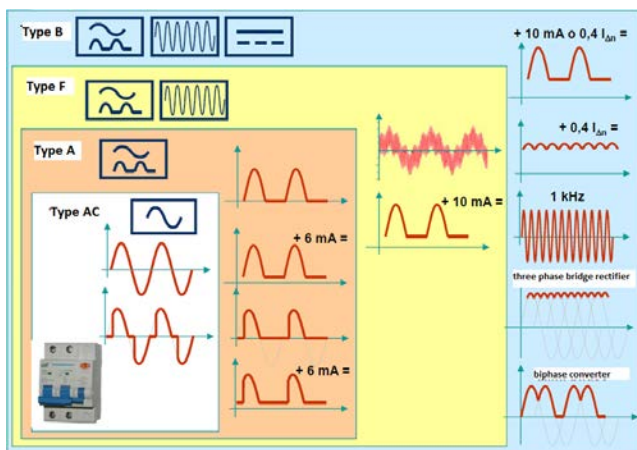 Type B
+ 10 mA o 0,4 IΔn =
Type F
+ 0,4 IΔn
Type A
Type AC
+ 10 mA =
1 kHz
+ 6 mA =
three phase bridge rectifier
+ 6 mA =
biphase converter